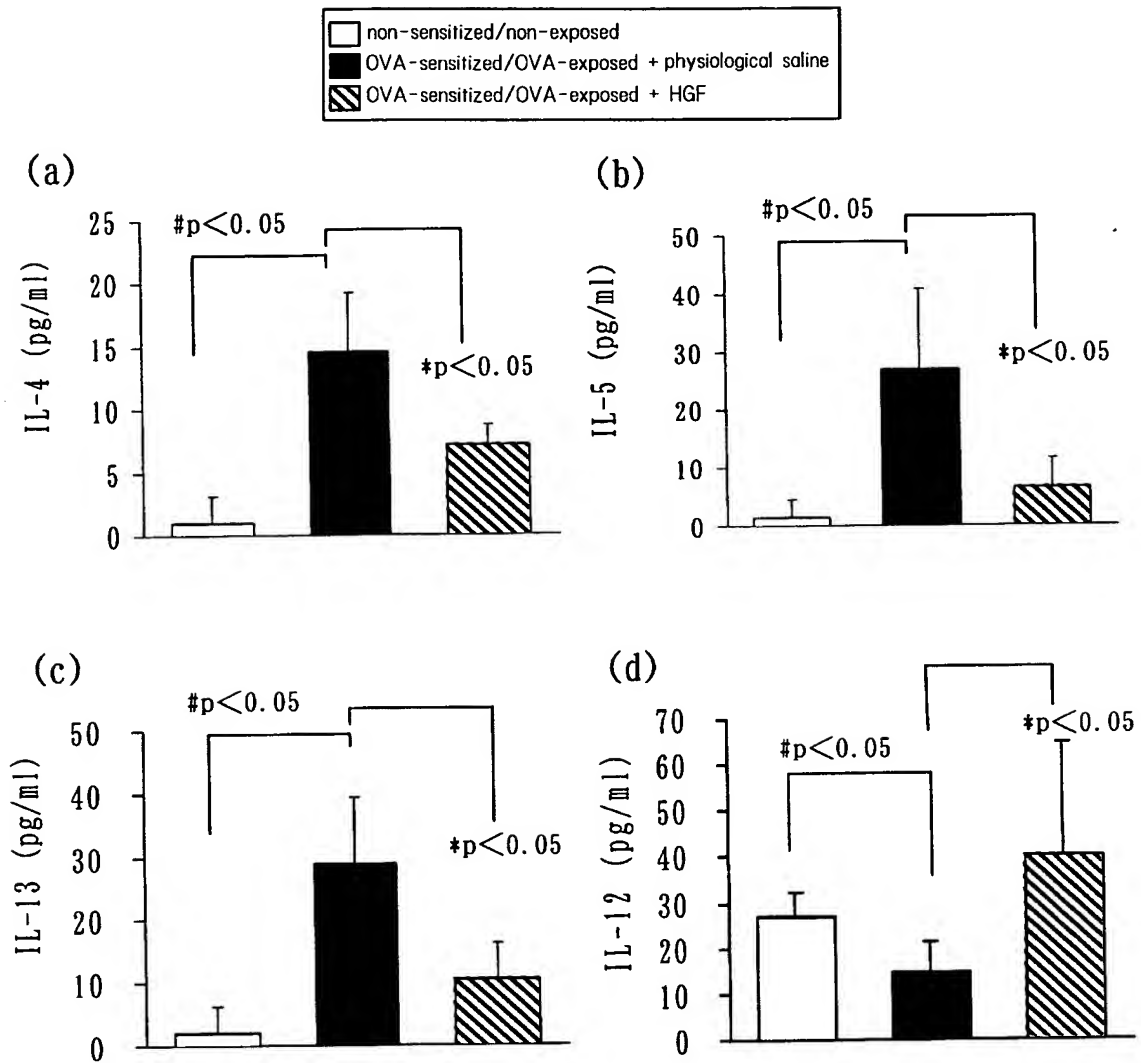 non-sensitized/non-exposed
OVA-sensitized/OVA-exposed + physiological saline
OVA-sensitized/OVA-exposed + HGF
(a)
#p<0.05
*p<0.05
IL-4 (pg/ml)
25
20
15
10
5
0
(b)
#p<0.05
*p<0.05
IL-5 (pg/ml)
50
40
30
20
10
0
(c)
#p<0.05
*p<0.05
IL-13 (pg/ml)
50
40
30
20
10
0
(d)
#p<0.05
*p<0.05
IL-12 (pg/ml)
70
60
50
40
30
20
10
0